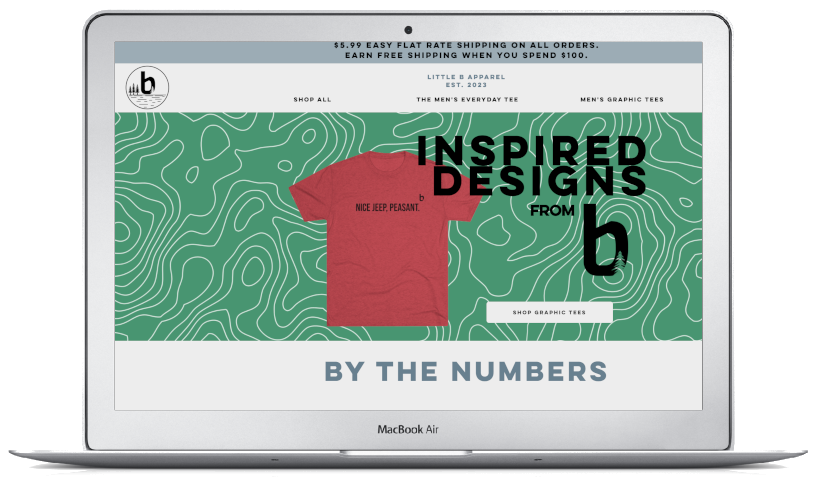 $5.99 EASY FLAT RATE SHIPPING ON ALL ORDERS.
EARN FREE SHIPPING WHEN YOU SPEND $100.
b
LITTLE B APPAREL
EST. 2023
SHOP ALL
THE MEN'S EVERYDAY TEE
MEN'S GRAPHIC TEES
INSPIRED
DESIGNS
FROM b
b
NICE JEEP, PEASANT.
SHOP GRAPHIC TEES
BY THE NUMBERS
MacBook Air